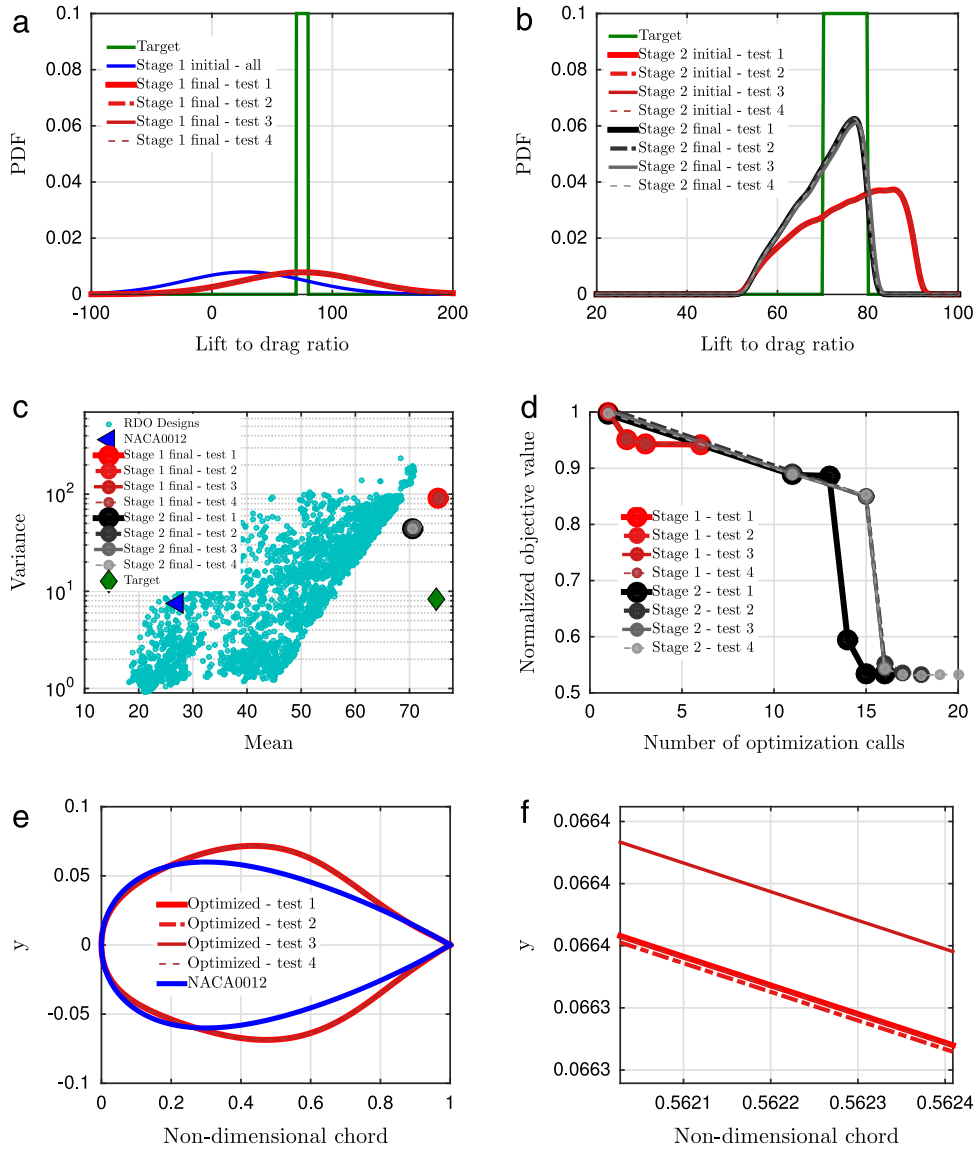 a
0.1
0.08
0.06
0.04
0.02
0
PDF
-100
0
100
200
Lift to drag ratio
Target
Stage 1 initial - all
Stage 1 final - test 1
Stage 1 final - test 2
Stage 1 final - test 3
Stage 1 final - test 4
b
0.1
0.08
0.06
0.04
0.02
0
PDF
20
40
60
80
100
Lift to drag ratio
Target
Stage 2 initial - test 1
Stage 2 initial - test 2
Stage 2 initial - test 3
Stage 2 initial - test 4
Stage 2 final - test 1
Stage 2 final - test 2
Stage 2 final - test 3
Stage 2 final - test 4
c
10²
10¹
10⁰
Variance
10
20
30
40
50
60
70
Mean
RDO Designs
NACA0012
Stage 1 final - test 1
Stage 1 final - test 2
Stage 1 final - test 3
Stage 1 final - test 4
Stage 2 final - test 1
Stage 2 final - test 2
Stage 2 final - test 3
Stage 2 final - test 4
Target
d
1
0.9
0.8
0.7
0.6
0.5
Normalized objective value
0
5
10
15
20
Number of optimization calls
Stage 1 - test 1
Stage 1 - test 2
Stage 1 - test 3
Stage 1 - test 4
Stage 2 - test 1
Stage 2 - test 2
Stage 2 - test 3
Stage 2 - test 4
e
0.1
0.05
0
-0.05
-0.1
y
0
0.2
0.4
0.6
0.8
1
Non-dimensional chord
Optimized - test 1
Optimized - test 2
Optimized - test 3
Optimized - test 4
NACA0012
f
0.0664
0.0664
0.0664
0.0663
0.0663
y
0.5621
0.5622
0.5623
0.5624
Non-dimensional chord